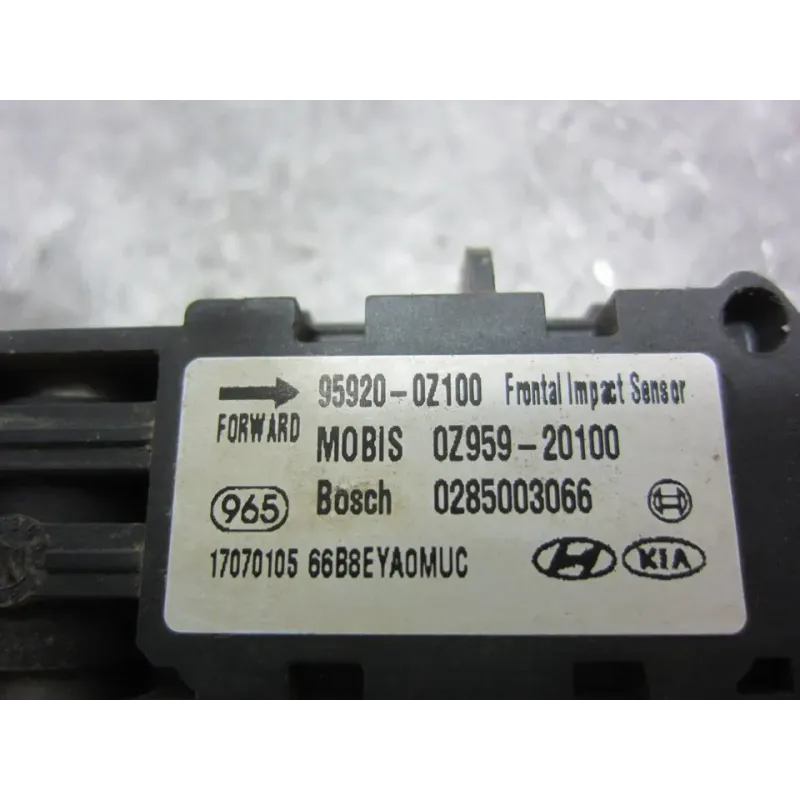 95920-0Z100 Frontal Impact Sensor
FORWARD
MOBIS 0Z959-20100
965 Bosch 0285003066
17070105 66B8EYA0MUC KIA